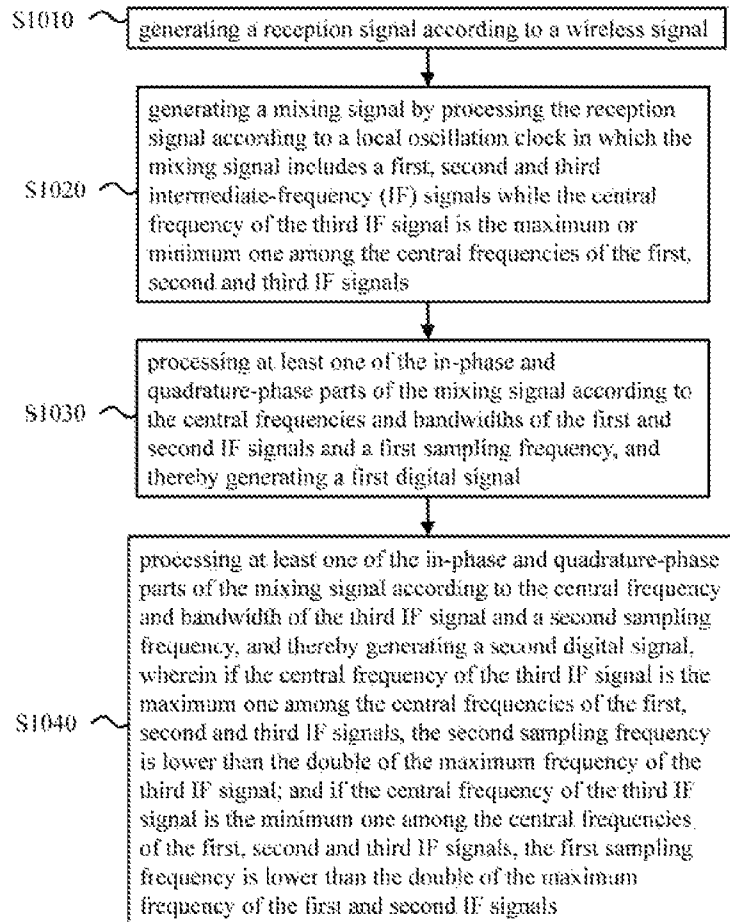 S1010
generating a reception signal according to a wireless signal
generating a mixing signal by processing the reception
signal according to a local oscillation clock in which the
mixing signal includes a first, second and third
S1020
intermediate-frequency (IF) signals while the central
frequency of the third IF signal is the maximum or
minimum one among the central frequencies of the first,
second and third IF signals
processing at least one of the in-phase and
quadrature-phase parts of the mixing signal according to
S1030
the central frequencies and bandwidths of the first and
second IF signals and a first sampling frequency, and
thereby generating a first digital signal
processing at least one of the in-phase and quadrature-phase
parts of the mixing signal according to the central frequency
and bandwidth of the third IF signal and a second sampling
frequency, and thereby generating a second digital signal,
wherein if the central frequency of the third IF signal is the
maximum one among the central frequencies of the first,
S1040
second and third IF signals, the second sampling frequency
is lower than the double of the maximum frequency of the
third IF signal; and if the central frequency of the third IF
signal is the minimum one among the central frequencies
of the first, second and third IF signals, the first sampling
frequency is lower than the double of the maximum
frequency of the first and second IF signals